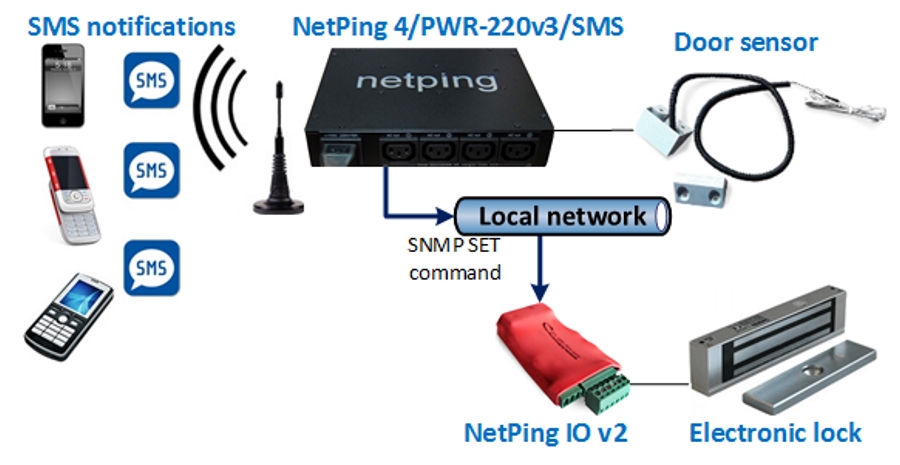 SMS notifications
NetPing 4/PWR-220v3/SMS
Door sensor
SMS
netping
SMS
Local network
SNMP SET
command
SMS
NetPing IO v2
Electronic lock